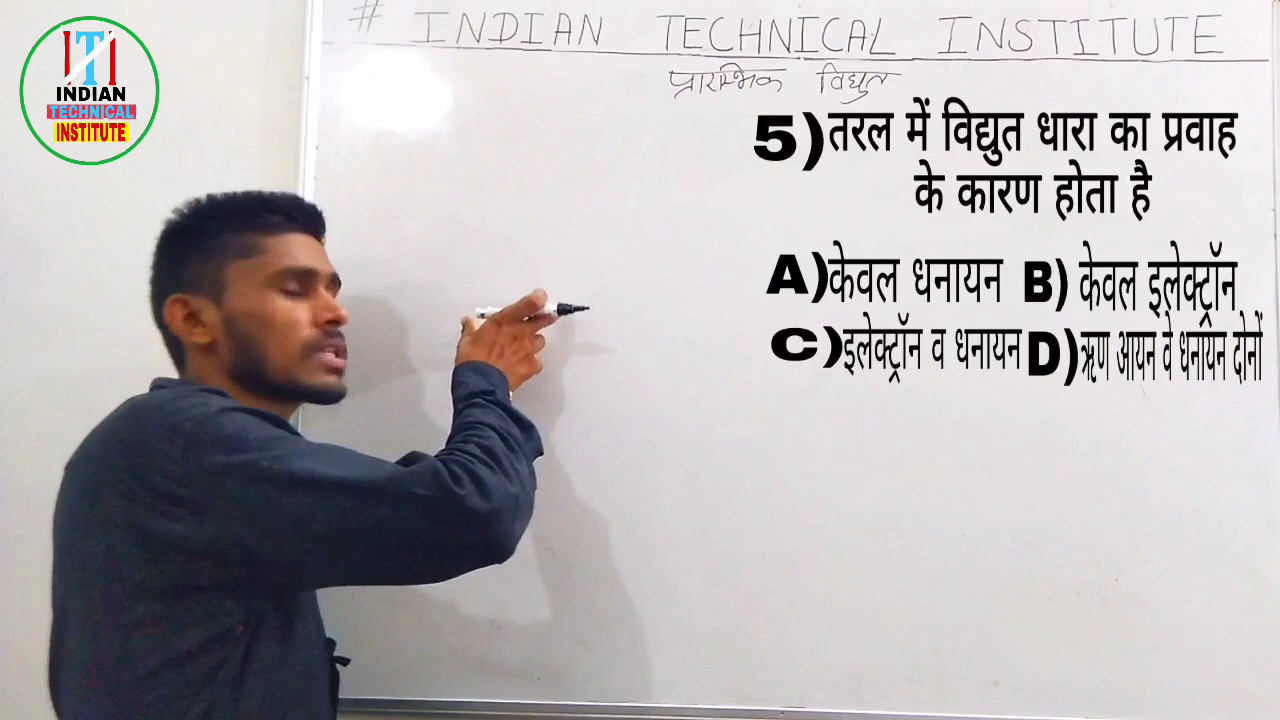 # INDIAN TECHNICAL INSTITUTE
प्रारम्भिक विद्युत
ITI
INDIAN
TECHNICAL
INSTITUTE
5)तरल में विद्युत धारा का प्रवाह
के कारण होता है
A)केवल धनायन B) केवल इलेक्ट्रॉन
C)इलेक्ट्रॉन व धनायन D)ऋण आयन वे धनायन दोनों